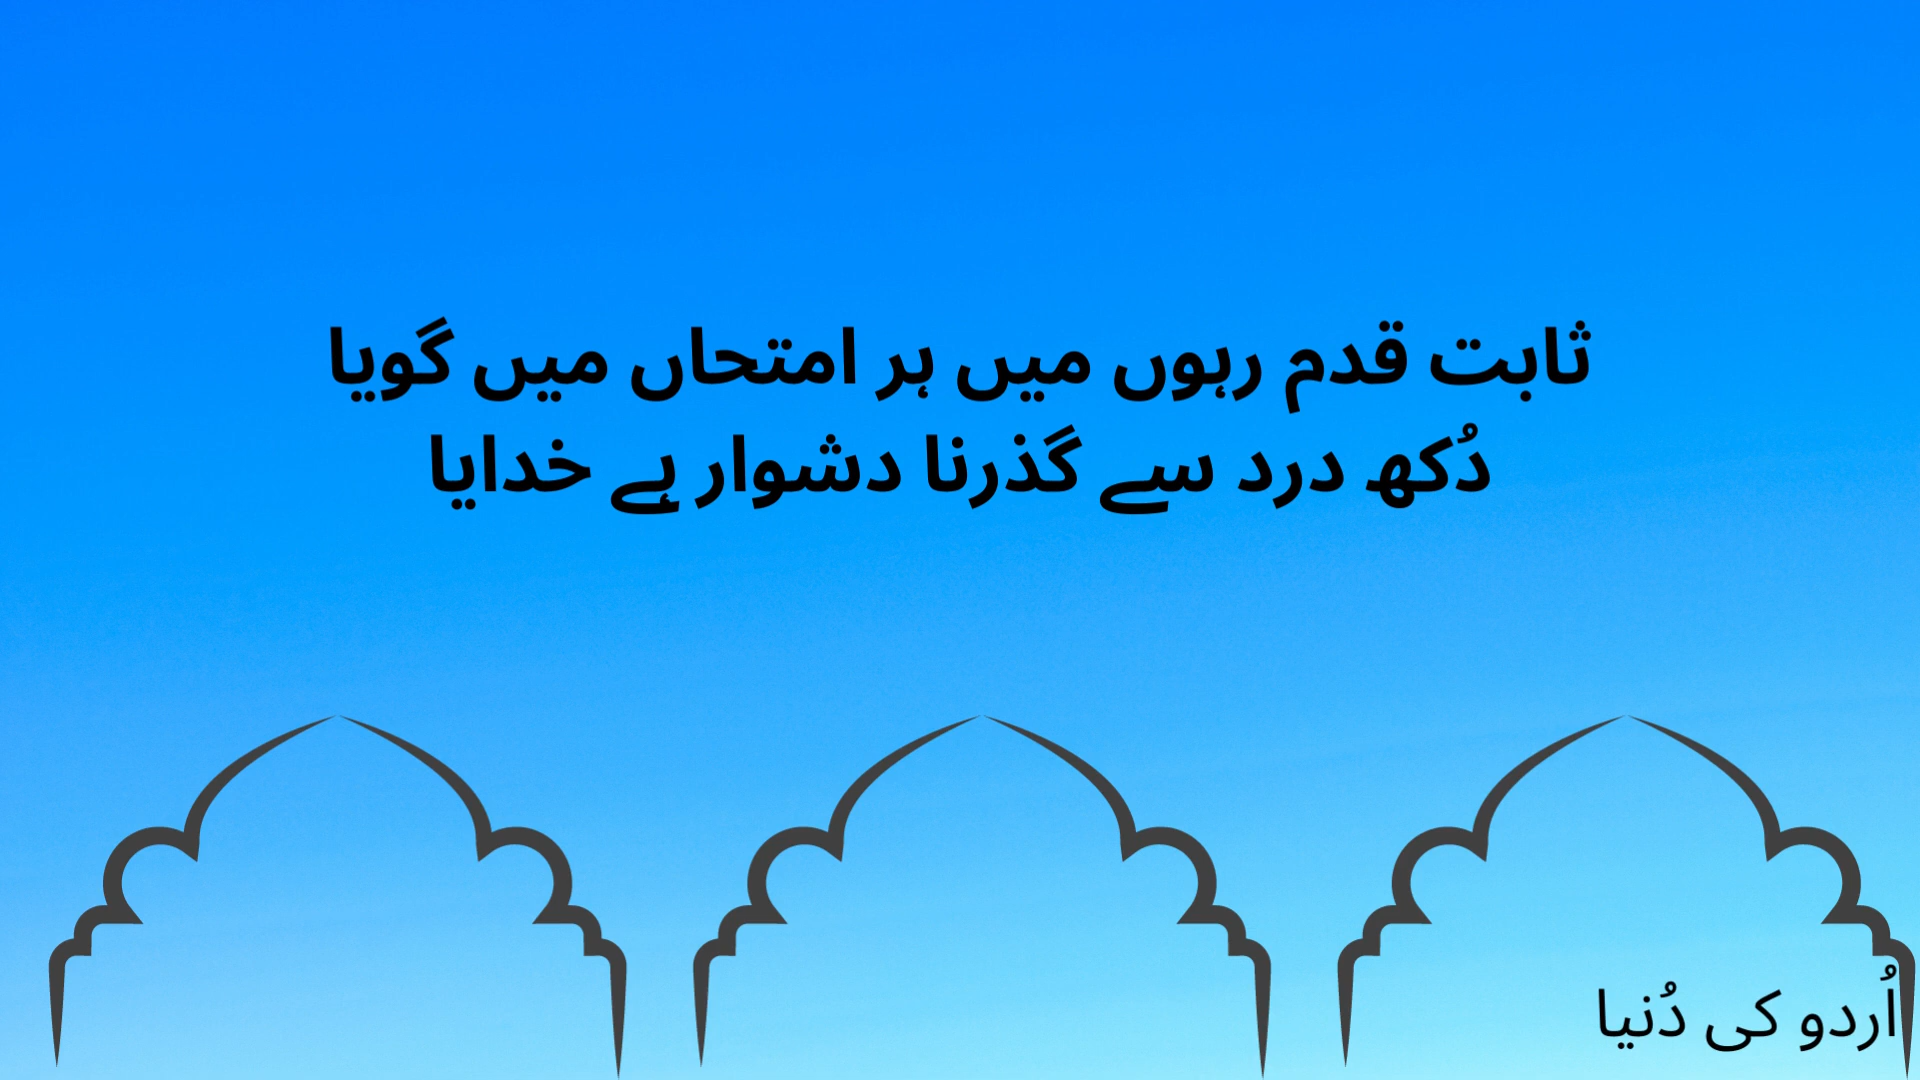 ثابت قدم رہوں میں ہر امتحاں میں گویا
دُکھ درد سے گذرنا دشوار ہے خدایا
اُردو کی دُنیا